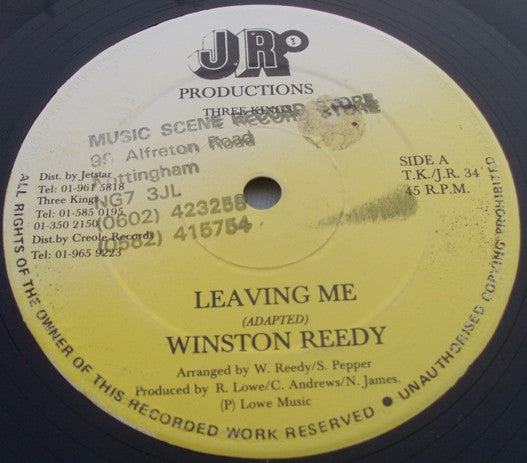 JRP
PRODUCTIONS
THREE KINGS
MUSIC SCENE RECORD STORE
99 Alfreton Road
Nottingham
NG7 3JL
(0602) 423255
(0582) 415754
Dist. by Jetstar
Tel: 01-961 5818
Three Kings
Tel: 01-585 0195
01-350 2150
Dist.by Creole Records
Tel: 01-965 9223
SIDE A
T.K./J.R. 34
45 R.P.M.
LEAVING ME
(ADAPTED)
WINSTON REEDY
Arranged by W. Reedy/S. Pepper
Produced by R. Lowe/C. Andrews/N. James.
(P) Lowe Music
ALL RIGHTS OF THE OWNER OF THIS RECORDED WORK RESERVED • UNAUTHORISED COPYING PROHIBITED